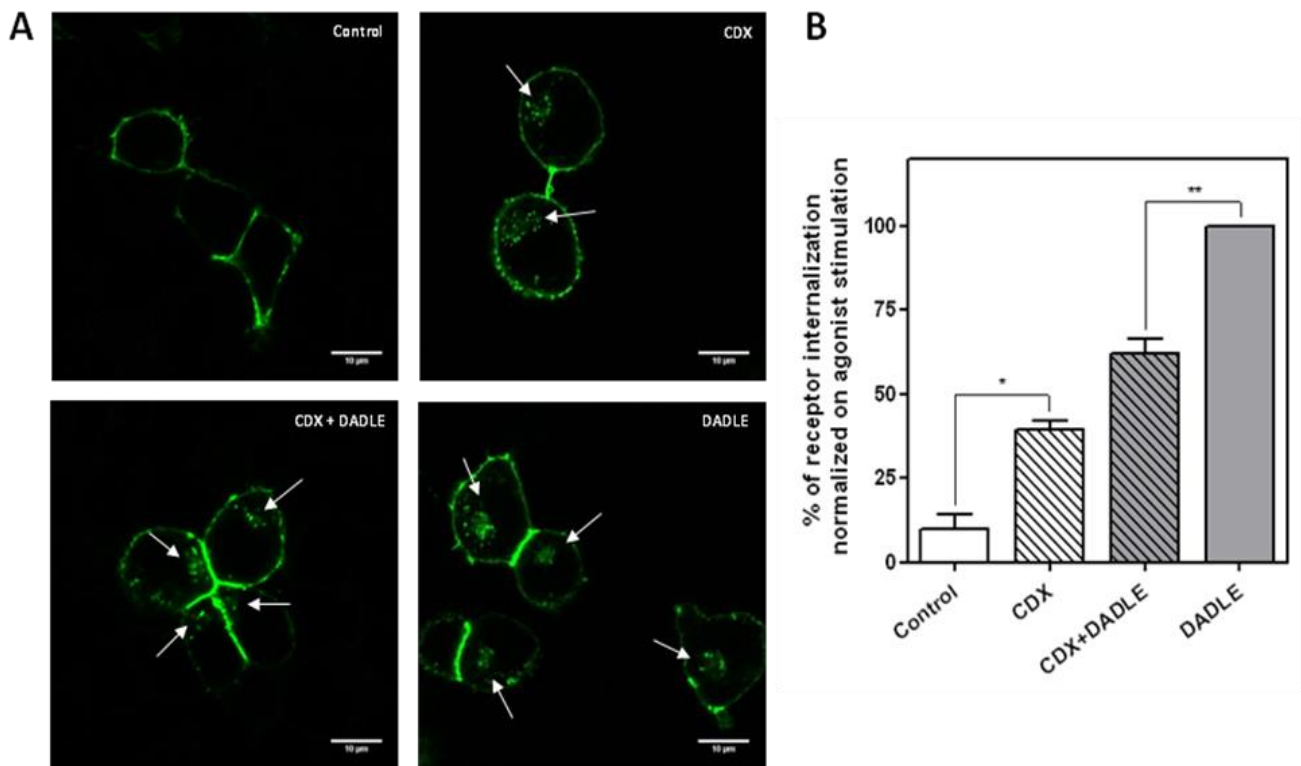 A
Control
10 µm
CDX
10 µm
CDX + DADLE
10 µm
DADLE
10 µm
B
% of receptor internalization
normalized on agonist stimulation
100
75
50
25
0
*
**
Control
CDX
CDX+DADLE
DADLE